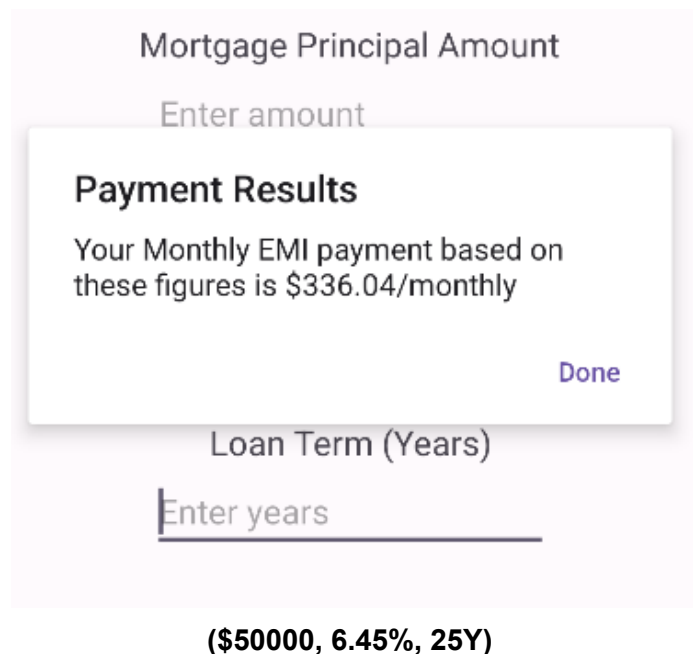 Mortgage Principal Amount
Enter amount
Payment Results
Your Monthly EMI payment based on
these figures is $336.04/monthly
Done
Loan Term (Years)
Enter years
($50000, 6.45%, 25Y)